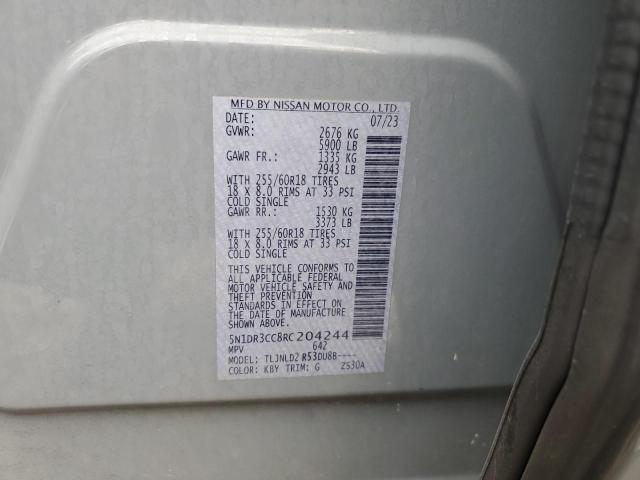 MFD BY NISSAN MOTOR CO., LTD.
DATE: 07/23
GVWR: 2676 KG
5900 LB
GAWR FR.: 1335 KG
2943 LB
WITH 255/60R18 TIRES
18 X 8.0 RIMS AT 33 PSI
COLD SINGLE
GAWR RR.: 1530 KG
3373 LB
WITH 255/60R18 TIRES
18 X 8.0 RIMS AT 33 PSI
COLD SINGLE
THIS VEHICLE CONFORMS TO
ALL APPLICABLE FEDERAL
MOTOR VEHICLE SAFETY AND
THEFT PREVENTION
STANDARDS IN EFFECT ON
THE DATE OF MANUFACTURE
SHOWN ABOVE.
5N1DR3CC8RC204244
MPV 642
MODEL: TLJNLD2 R53DU8B----
COLOR: KBY TRIM: G ZS30A